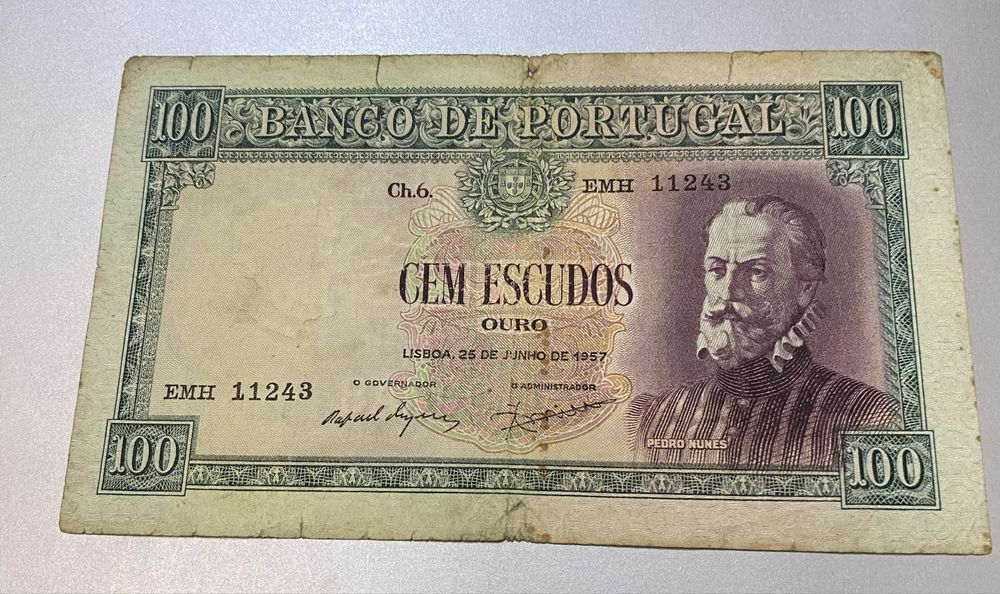 100 BANCO DE PORTUGAL 100
Ch.6. EMH 11243
CEM ESCUDOS
OURO
LISBOA, 25 DE JUNHO DE 1957
EMH 11243 O GOVERNADOR O ADMINISTRADOR
PEDRO NUNES
100 100